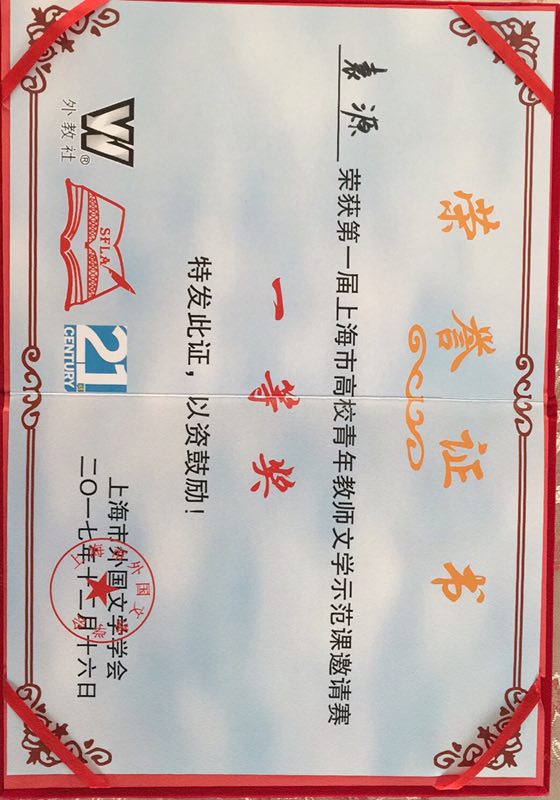 荣誉证书
袁源 荣获第一届上海市高校青年教师文学示范课邀请赛
一等奖
特发此证，以资鼓励！
W®
外教社
SFLA
21st
CENTURY
上海市外国文学学会
二〇一七年十二月十六日